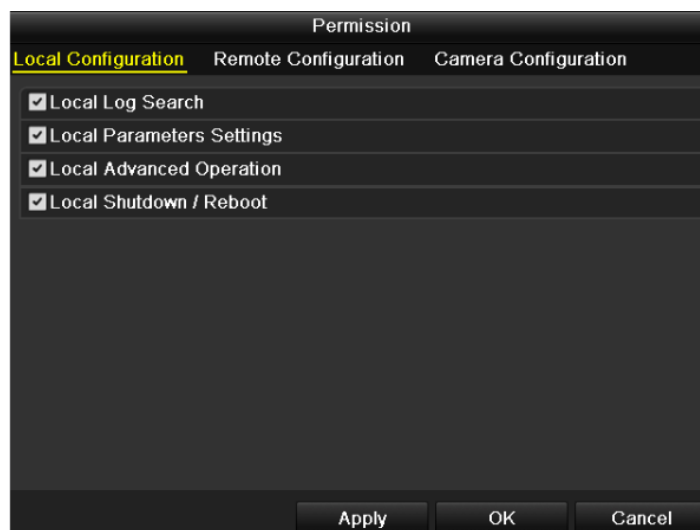 Permission
Local Configuration Remote Configuration Camera Configuration
Local Log Search
Local Parameters Settings
Local Advanced Operation
Local Shutdown / Reboot
Apply OK Cancel